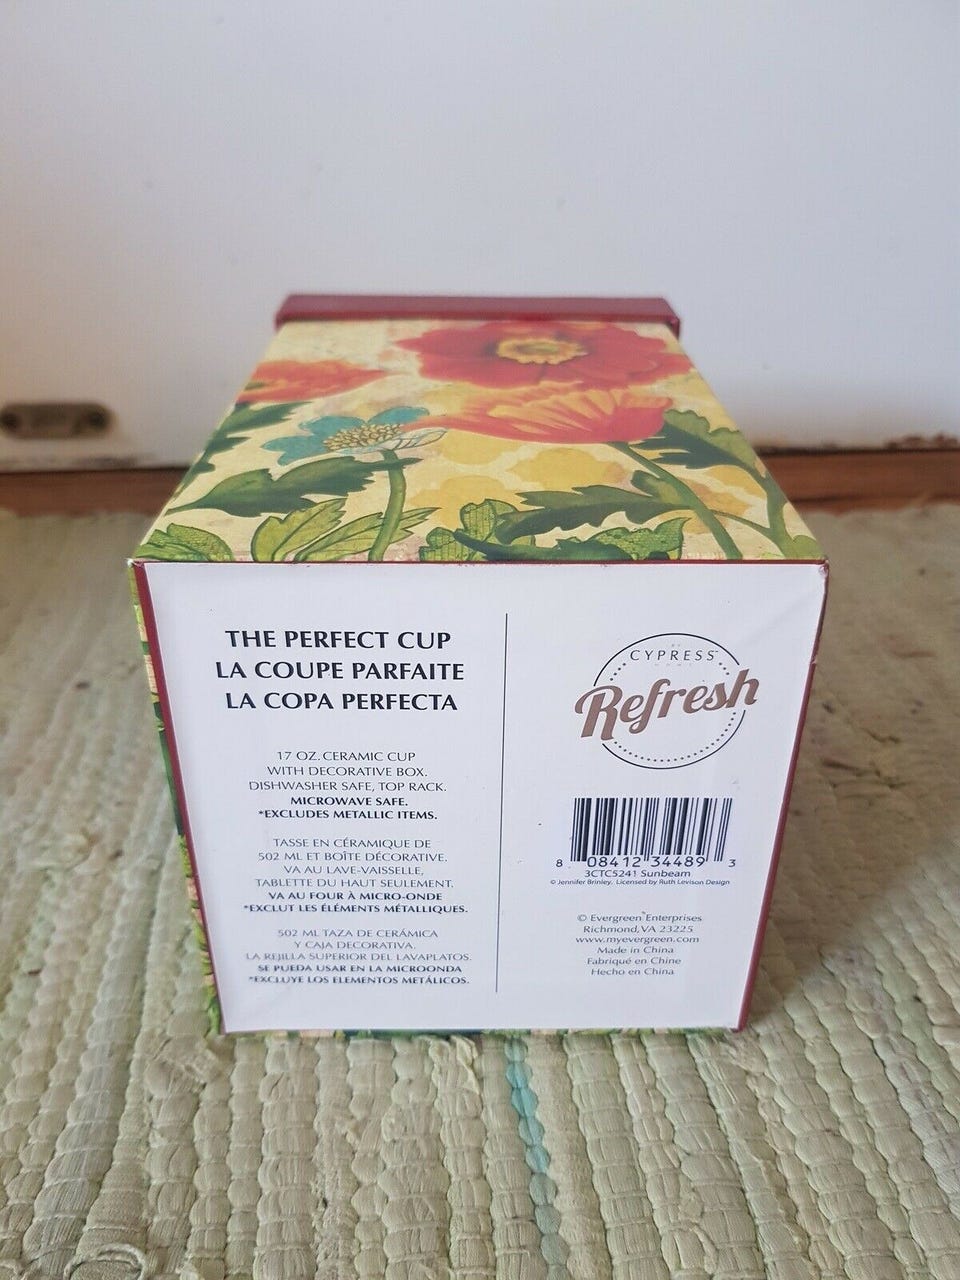 THE PERFECT CUP
LA COUPE PARFAITE
LA COPA PERFECTA
17 OZ. CERAMIC CUP
WITH DECORATIVE BOX.
DISHWASHER SAFE, TOP RACK.
MICROWAVE SAFE.
*EXCLUDES METALLIC ITEMS.
TASSE EN CÉRAMIQUE DE
502 ML ET BOÎTE DÉCORATIVE.
VA AU LAVE-VAISSELLE,
TABLETTE DU HAUT SEULEMENT.
VA AU FOUR À MICRO-ONDE
*EXCLUT LES ÉLÉMENTS MÉTALLIQUES.
502 ML TAZA DE CERÁMICA
Y CAJA DECORATIVA.
LA REJILLA SUPERIOR DEL LAVAPLATOS.
SE PUEDA USAR EN LA MICROONDA
*EXCLUYE LOS ELEMENTOS METÁLICOS.
BY
CYPRESS
HOME
Refresh
8 08412 34489 3
3CTC5241 Sunbeam
© Jennifer Brinley, Licensed by Ruth Levison Design
© Evergreen Enterprises
Richmond, VA 23225
www.myevergreen.com
Made in China
Fabriqué en Chine
Hecho en China